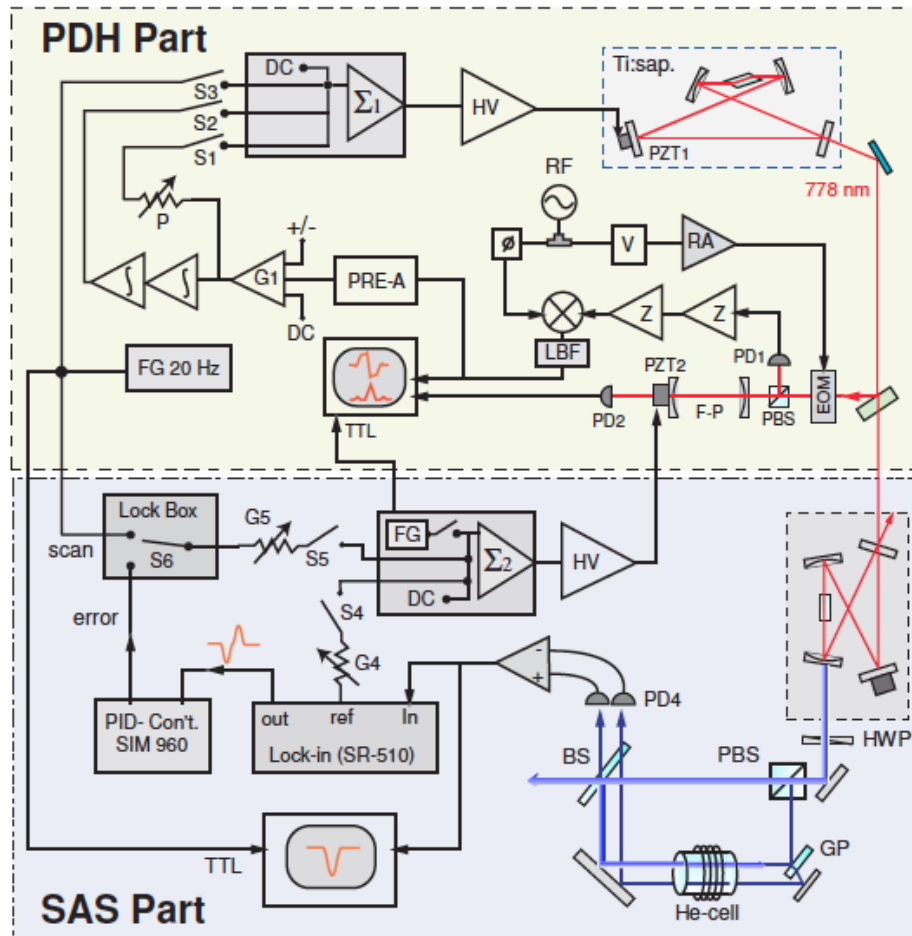 PDH Part
DC
S3
S2
S1
Σ1
HV
Ti:sap.
PZT1
778 nm
P
RF
ø
V
RA
+/-
G1
DC
PRE-A
Z
Z
LBF
PD1
FG 20 Hz
TTL
PD2
PZT2
F-P
PBS
EOM
Lock Box
S6
scan
error
G5
S5
FG
Σ2
DC
HV
S4
G4
PID- Con't.
SIM 960
out
ref
In
Lock-in (SR-510)
-
+
PD4
BS
PBS
HWP
GP
He-cell
TTL
SAS Part
∫
∫